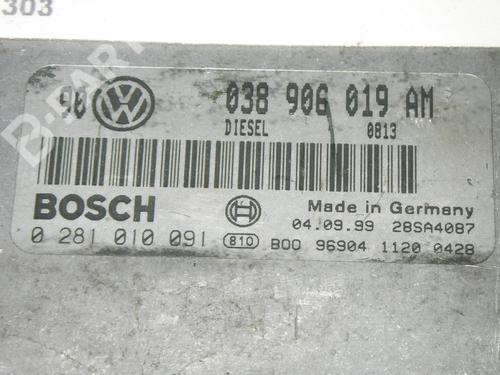 303
90 038 906 019 AM
DIESEL 0813
BOSCH Made in Germany
04.09.99 28SA4087
0 281 010 091 810 B00 96904 1120 0428
B-PARTS